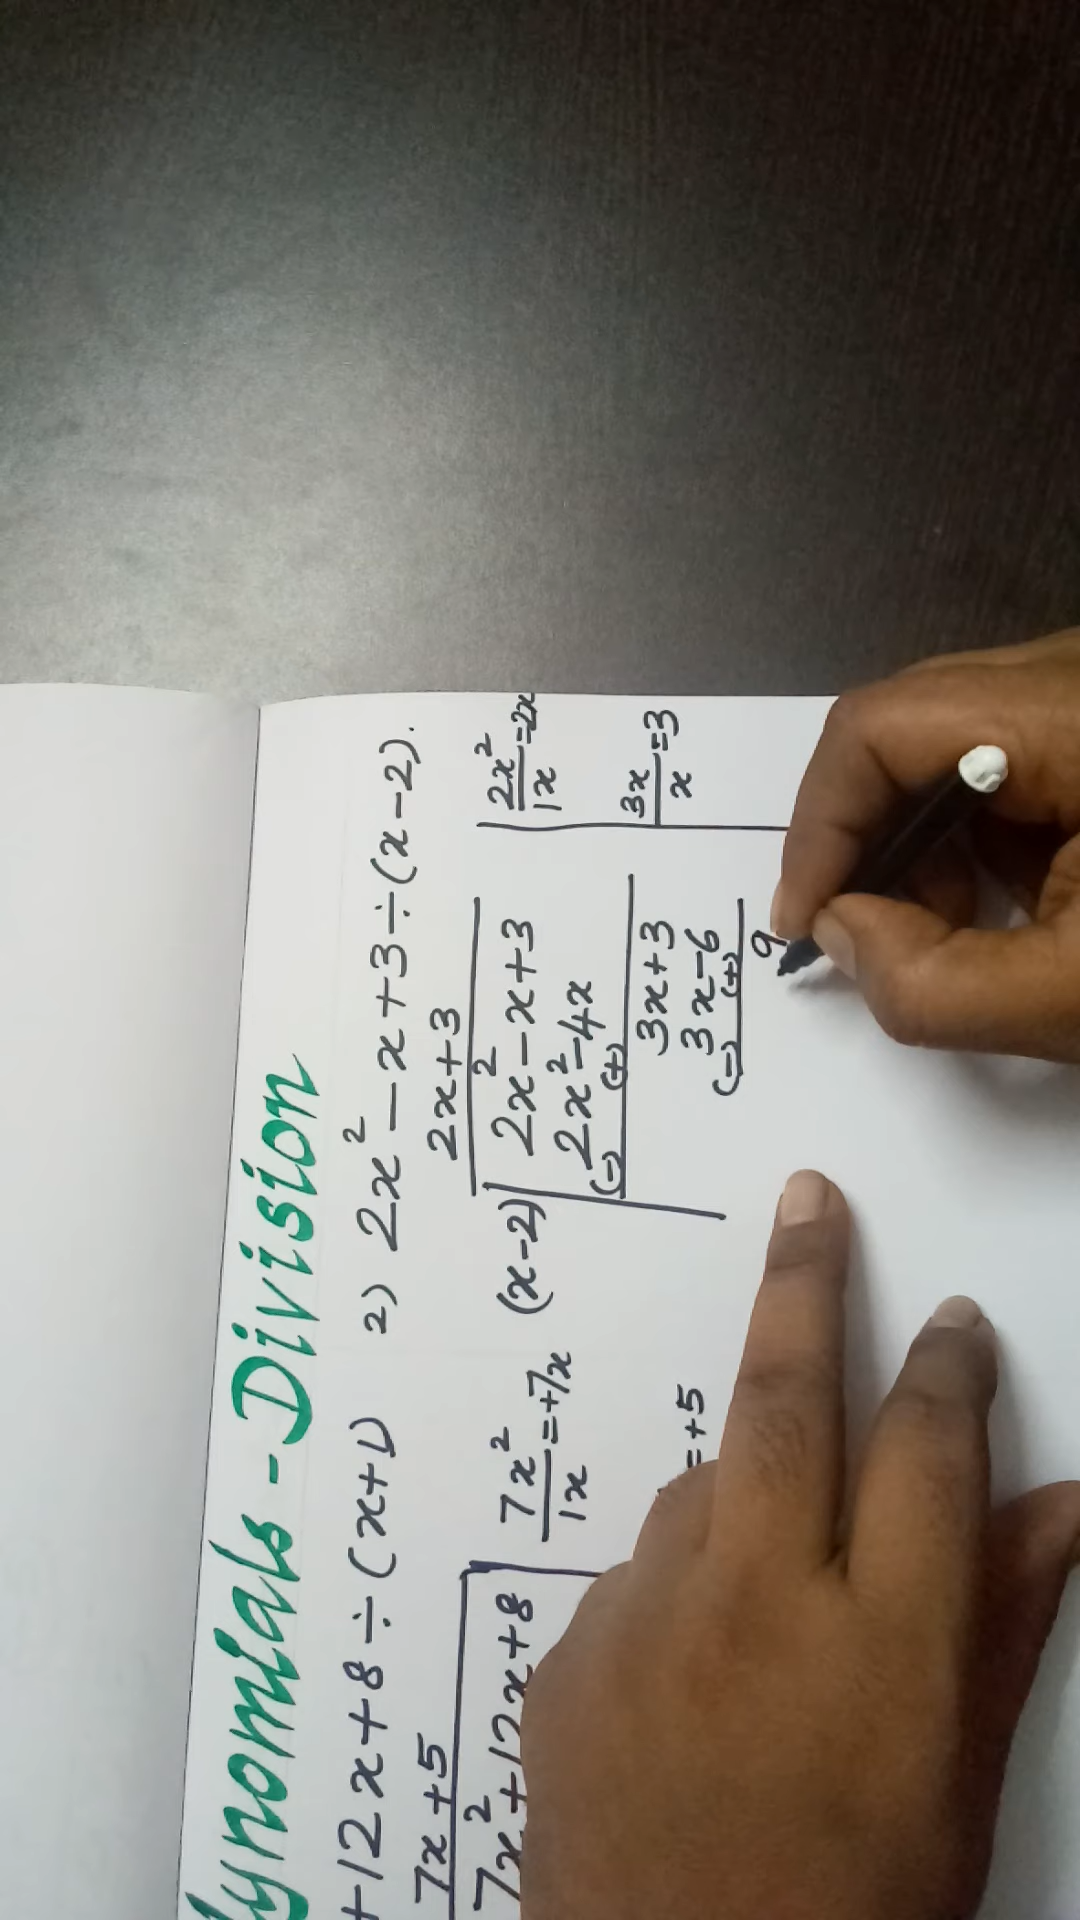 lynomials - Division
+12x+8÷(x+1)
2) 2x²-x+3÷(x-2).
7x+5
7x²+12x+8
7x²/1x=+7x
=+5
2x+3
(x-2) 2x²-x+3
2x²-4x
(-) (+)
3x+3
3x-6
(-) (+)
9
2x²/1x=2x
3x/x=3